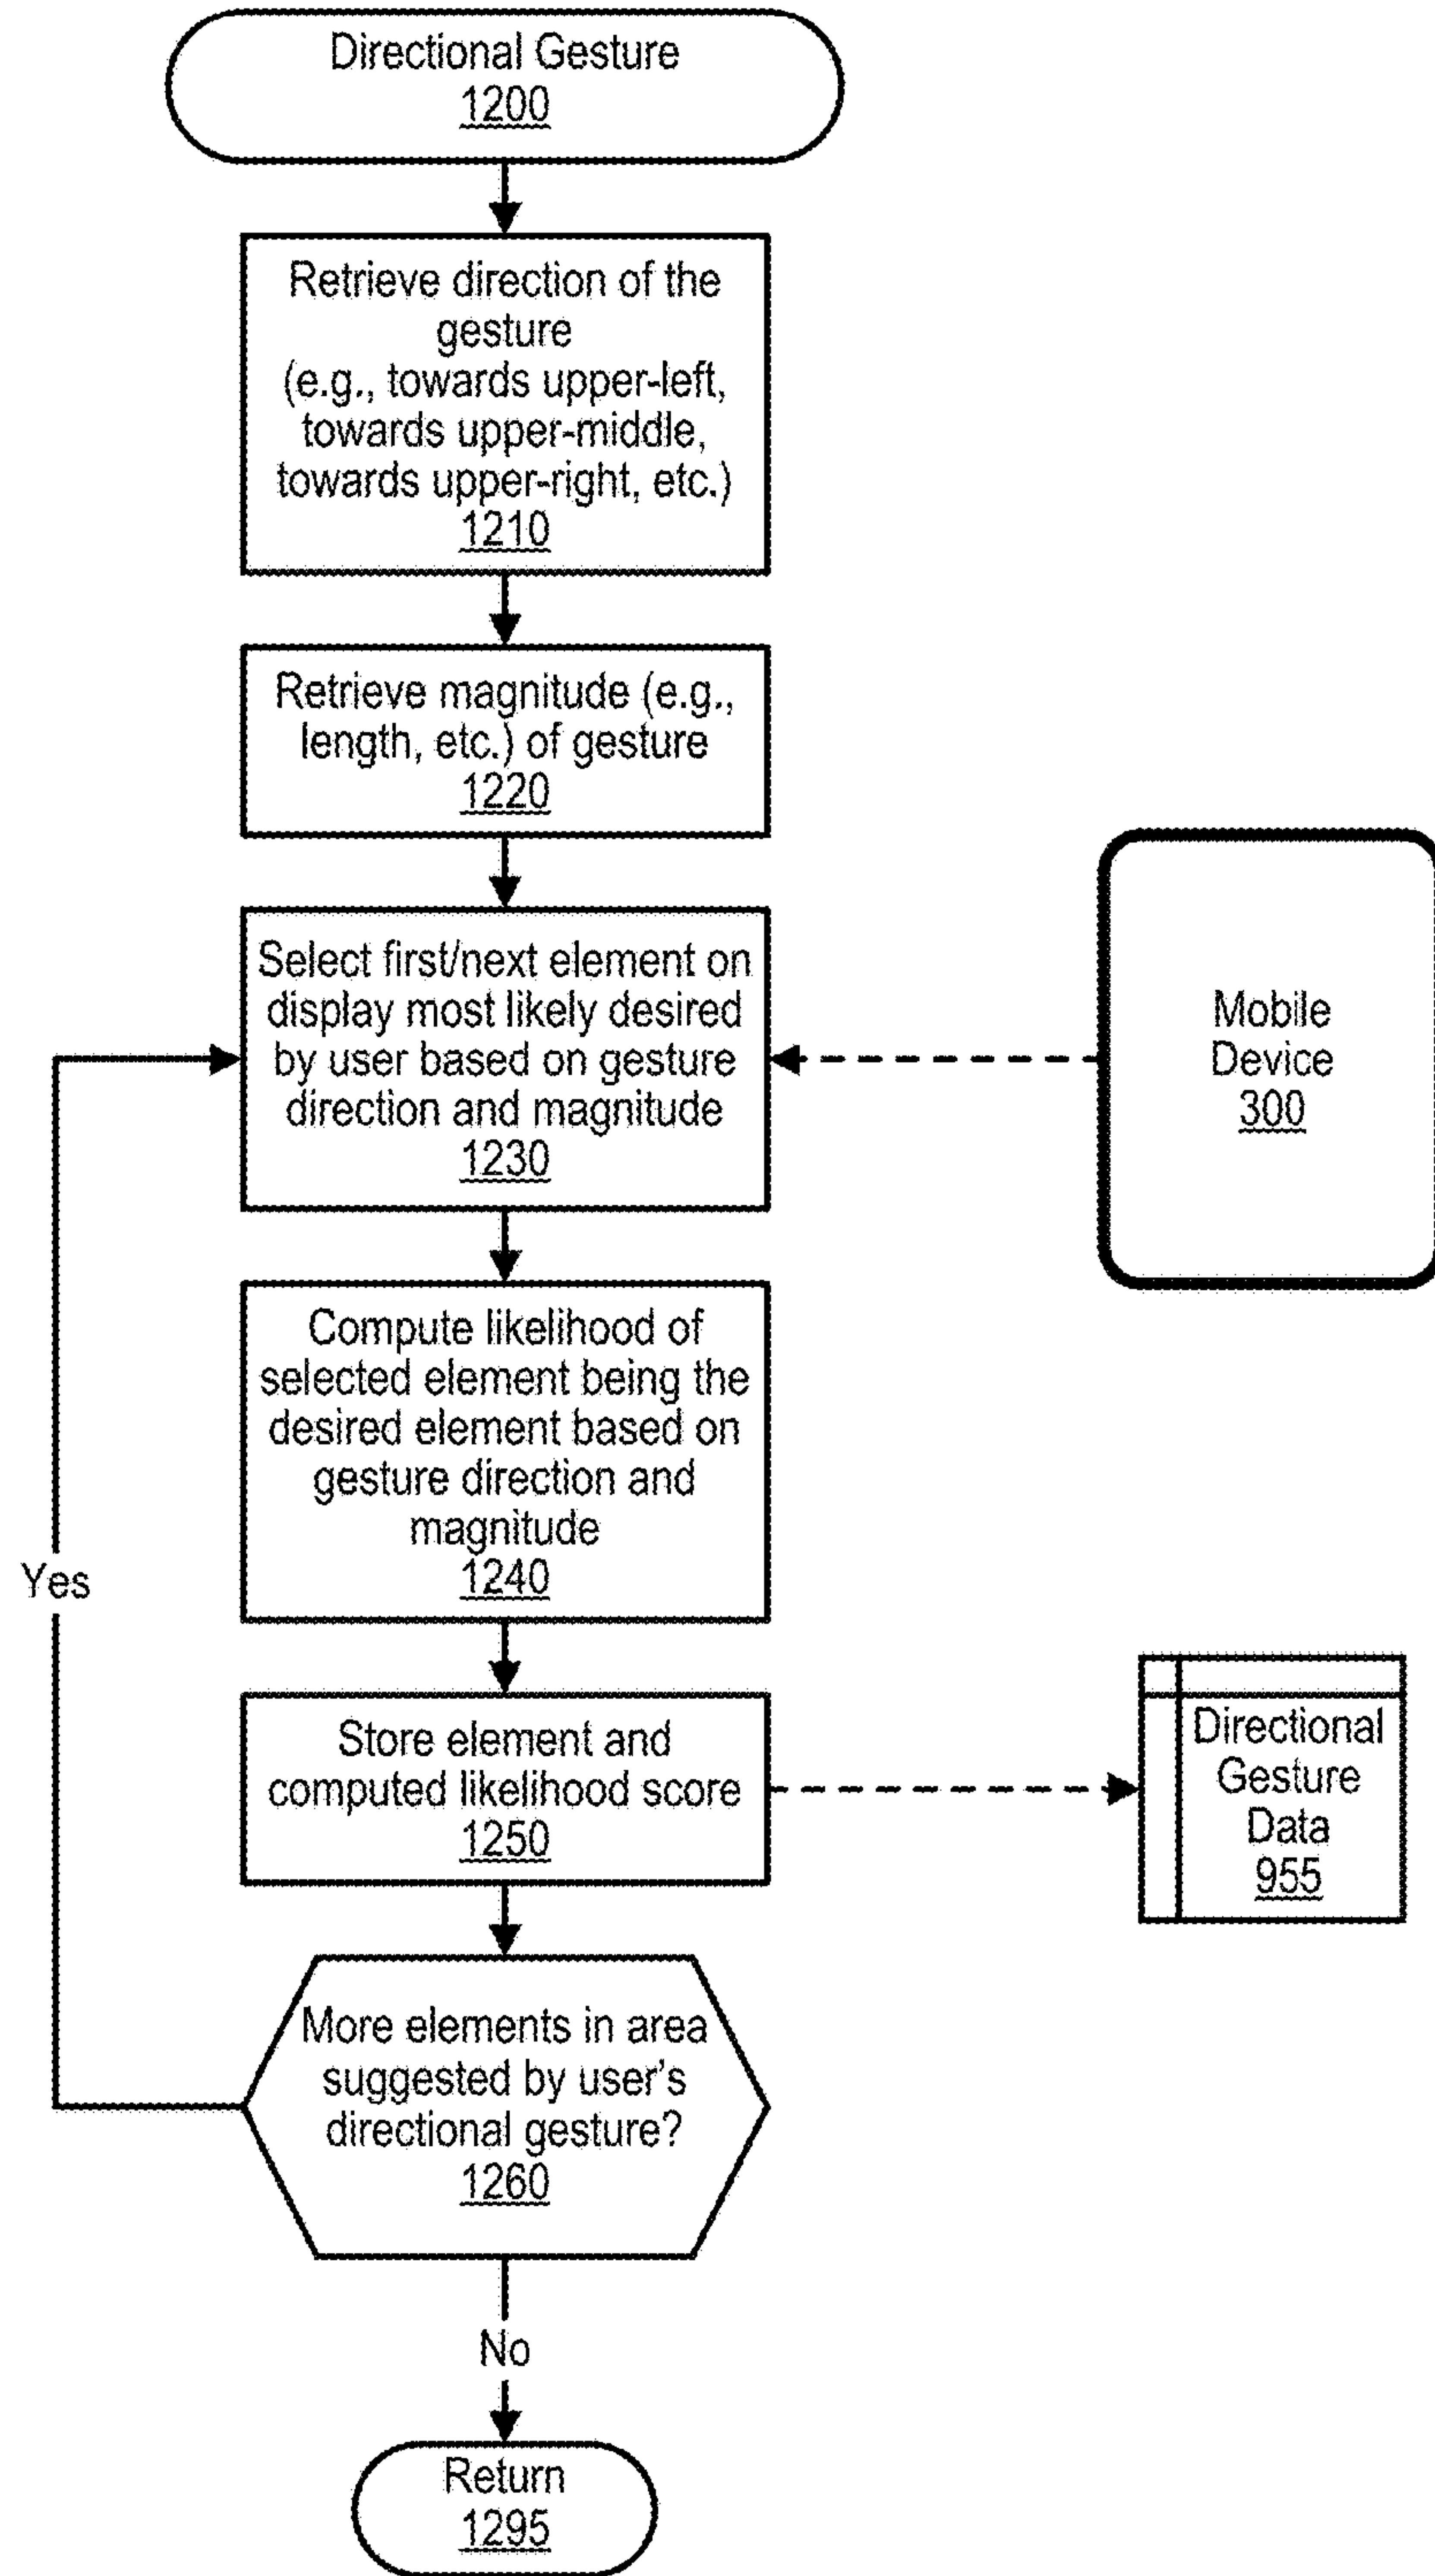 Directional Gesture
1200
Retrieve direction of the
gesture
(e.g., towards upper-left,
towards upper-middle,
towards upper-right, etc.)
1210
Retrieve magnitude (e.g.,
length, etc.) of gesture
1220
Select first/next element on
display most likely desired
by user based on gesture
direction and magnitude
1230
Mobile
Device
300
Compute likelihood of
selected element being the
desired element based on
gesture direction and
magnitude
1240
Yes
Store element and
computed likelihood score
1250
Directional
Gesture
Data
955
More elements in area
suggested by user's
directional gesture?
1260
No
Return
1295